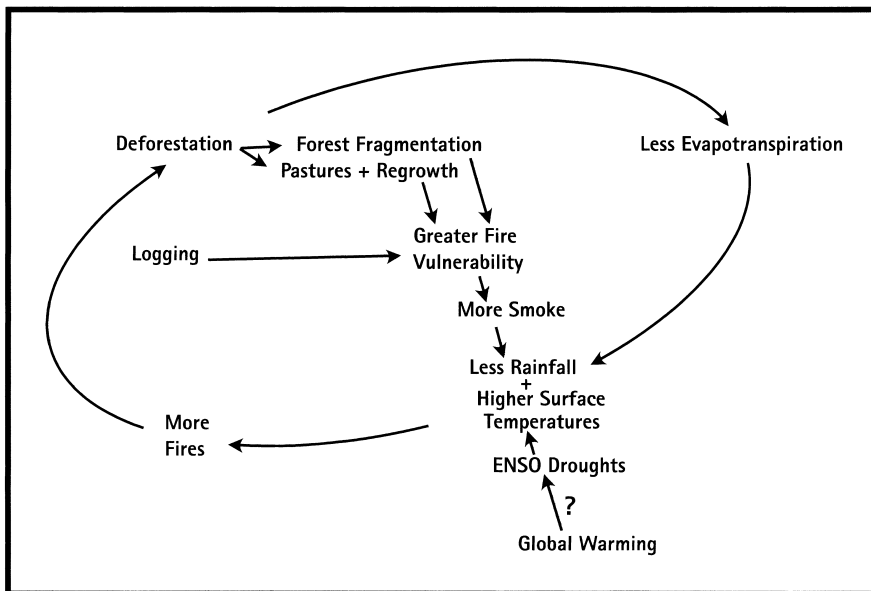 Deforestation
Forest Fragmentation
Pastures + Regrowth
Less Evapotranspiration
Logging
Greater Fire
Vulnerability
More Smoke
Less Rainfall
+
Higher Surface
Temperatures
More
Fires
ENSO Droughts
?
Global Warming